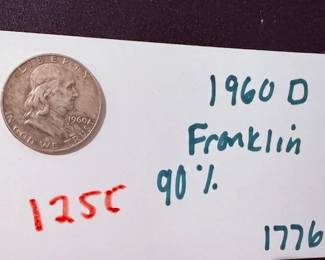 LIBERTY
1960
IN GOD WE TRUST
1960 D
Franklin
90%
125C
1776